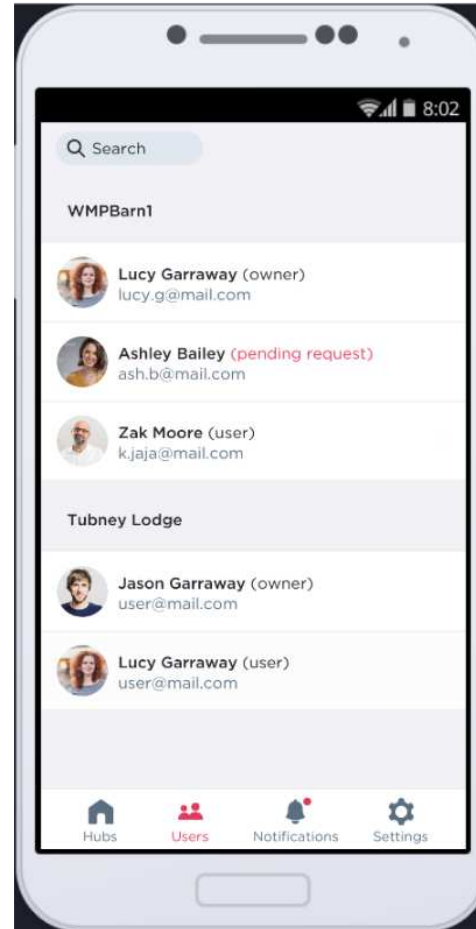 8:02
Search
WMPBarn1
Lucy Garraway (owner)
lucy.g@mail.com
Ashley Bailey (pending request)
ash.b@mail.com
Zak Moore (user)
k.jaja@mail.com
Tubney Lodge
Jason Garraway (owner)
user@mail.com
Lucy Garraway (user)
user@mail.com
Hubs Users Notifications Settings